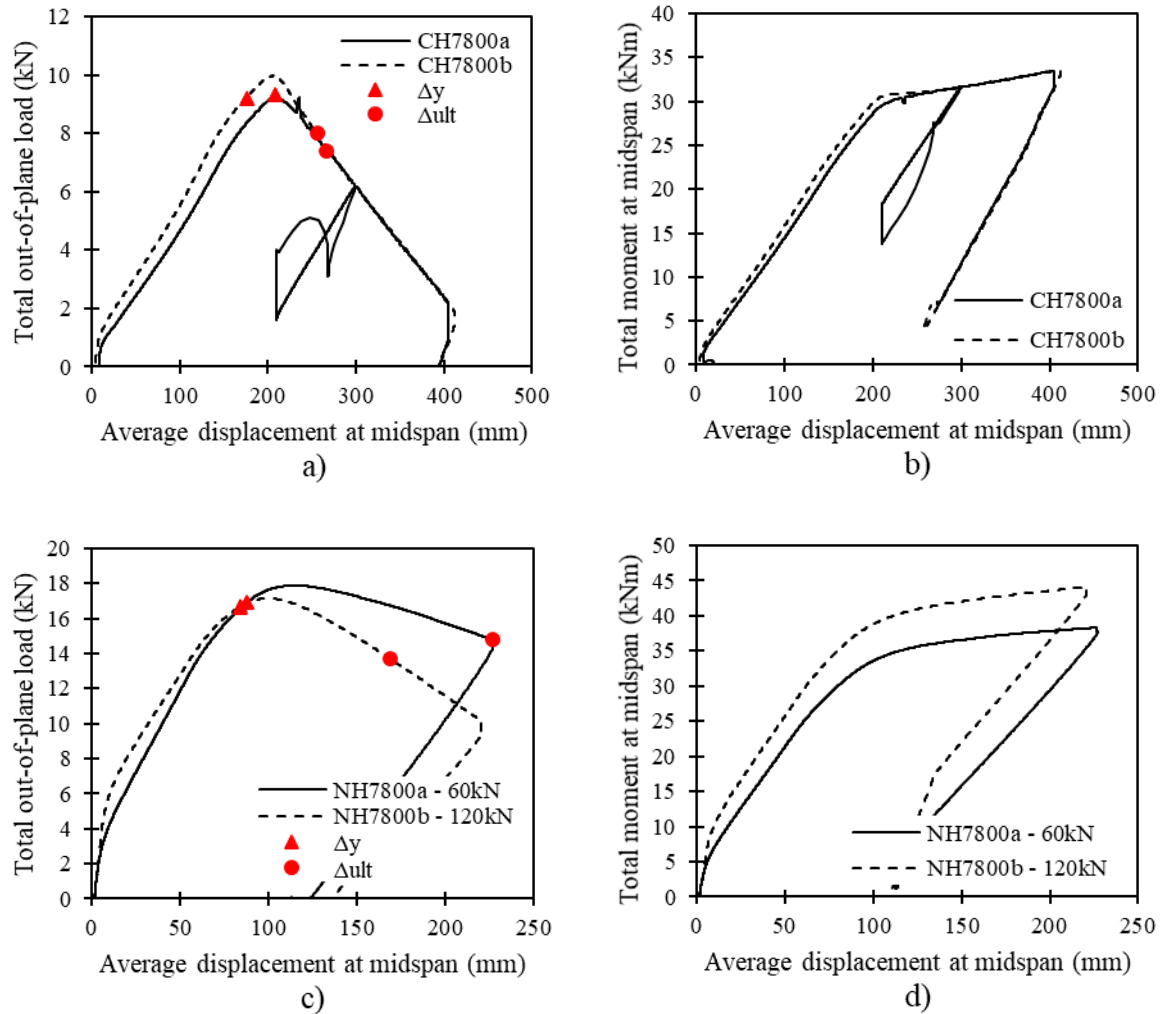 12
10
8
6
4
2
0
Total out-of-plane load (kN)
CH7800a
CH7800b
Δy
Δult
0 100 200 300 400 500
Average displacement at midspan (mm)
a)
40
35
30
25
20
15
10
5
0
Total moment at midspan (kNm)
CH7800a
CH7800b
0 100 200 300 400 500
Average displacement at midspan (mm)
b)
20
18
16
14
12
10
8
6
4
2
0
Total out-of-plane load (kN)
NH7800a - 60kN
NH7800b - 120kN
Δy
Δult
0 50 100 150 200 250
Average displacement at midspan (mm)
c)
50
45
40
35
30
25
20
15
10
5
0
Total moment at midspan (kNm)
NH7800a - 60kN
NH7800b - 120kN
0 50 100 150 200 250
Average displacement at midspan (mm)
d)